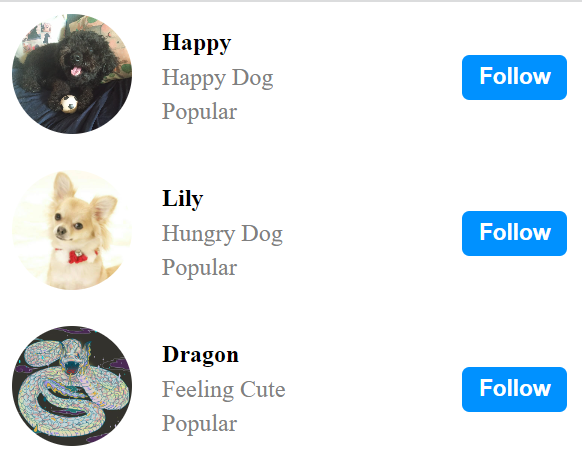 Happy
Happy Dog
Popular
Follow
Lily
Hungry Dog
Popular
Follow
Dragon
Feeling Cute
Popular
Follow